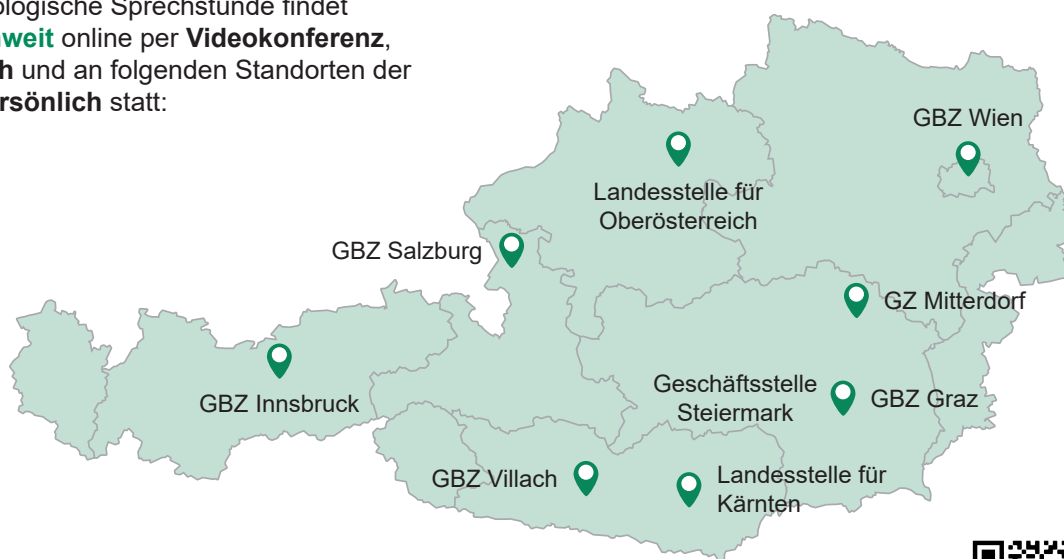 ologische Sprechstunde findet
weit online per Videokonferenz,
h und an folgenden Standorten der
rsönlich statt:
GBZ Wien
Landesstelle für
Oberösterreich
GBZ Salzburg
GZ Mitterdorf
GBZ Innsbruck
Geschäftsstelle
Steiermark
GBZ Graz
GBZ Villach
Landesstelle für
Kärnten